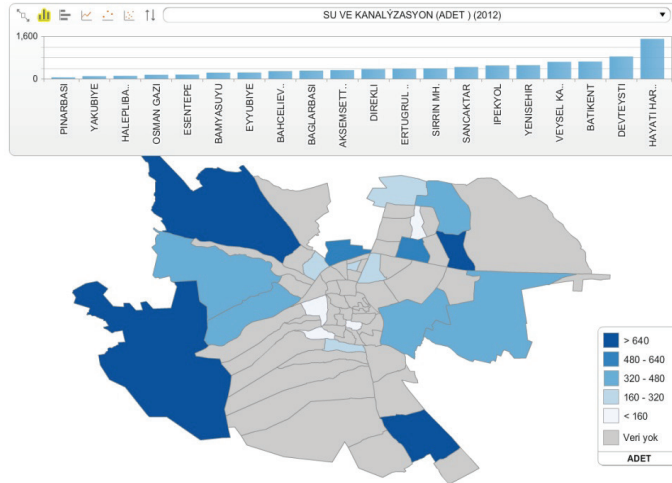 SU VE KANALÝZASYON (ADET ) (2012)
1,600
0
PINARBASI
YAKUBIYE
HALEPLIBA..
OSMAN GAZI
ESENTEPE
BAMYASUYU
EYYUBIYE
BAHCELIEV..
BAGLARBASI
AKSEMSETT..
DIREKLI
ERTUGRUL ..
SIRRIN MH..
SANCAKTAR
IPEKYOL
YENISEHIR
VEYSEL KA..
BATIKENT
DEVTEYSTI
HAYATI HAR..
> 640
480 - 640
320 - 480
160 - 320
< 160
Veri yok
ADET